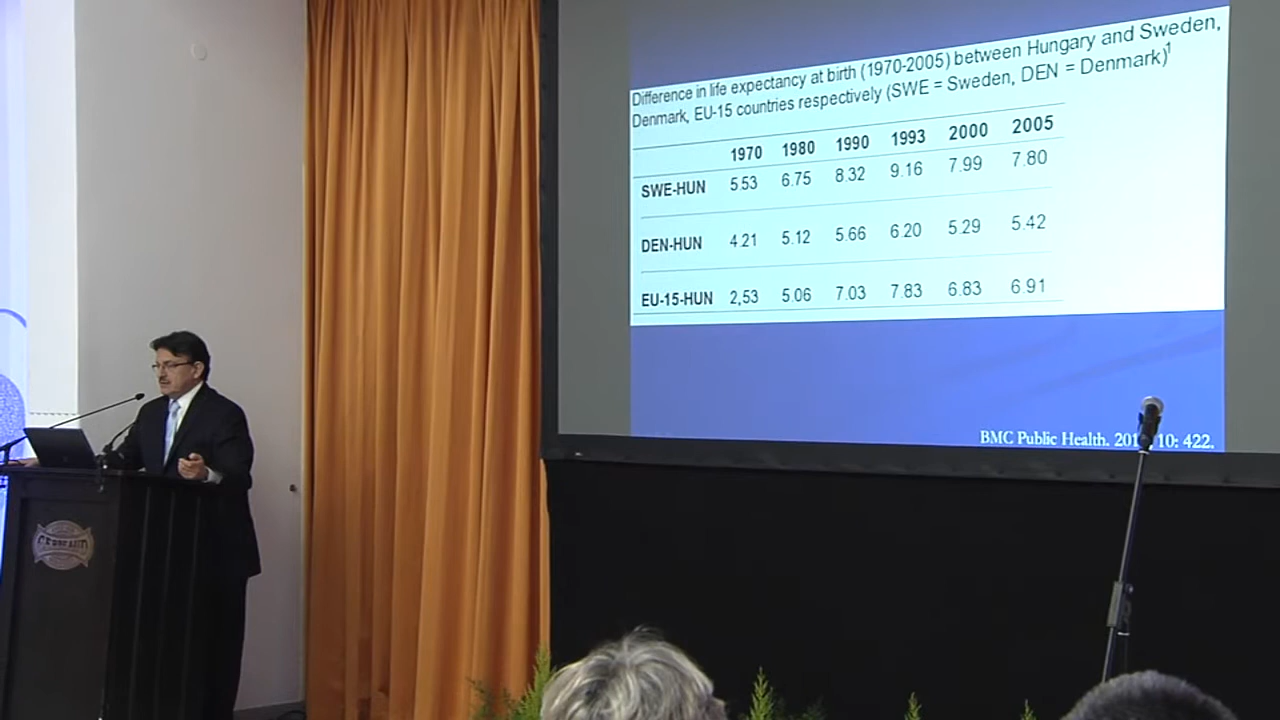 Difference in life expectancy at birth (1970-2005) between Hungary and Sweden,
Denmark, EU-15 countries respectively (SWE = Sweden, DEN = Denmark)1
1970 1980 1990 1993 2000 2005
SWE-HUN 5.53 6.75 8.32 9.16 7.99 7.80
DEN-HUN 4.21 5.12 5.66 6.20 5.29 5.42
EU-15-HUN 2,53 5.06 7.03 7.83 6.83 6.91
BMC Public Health. 10: 422.